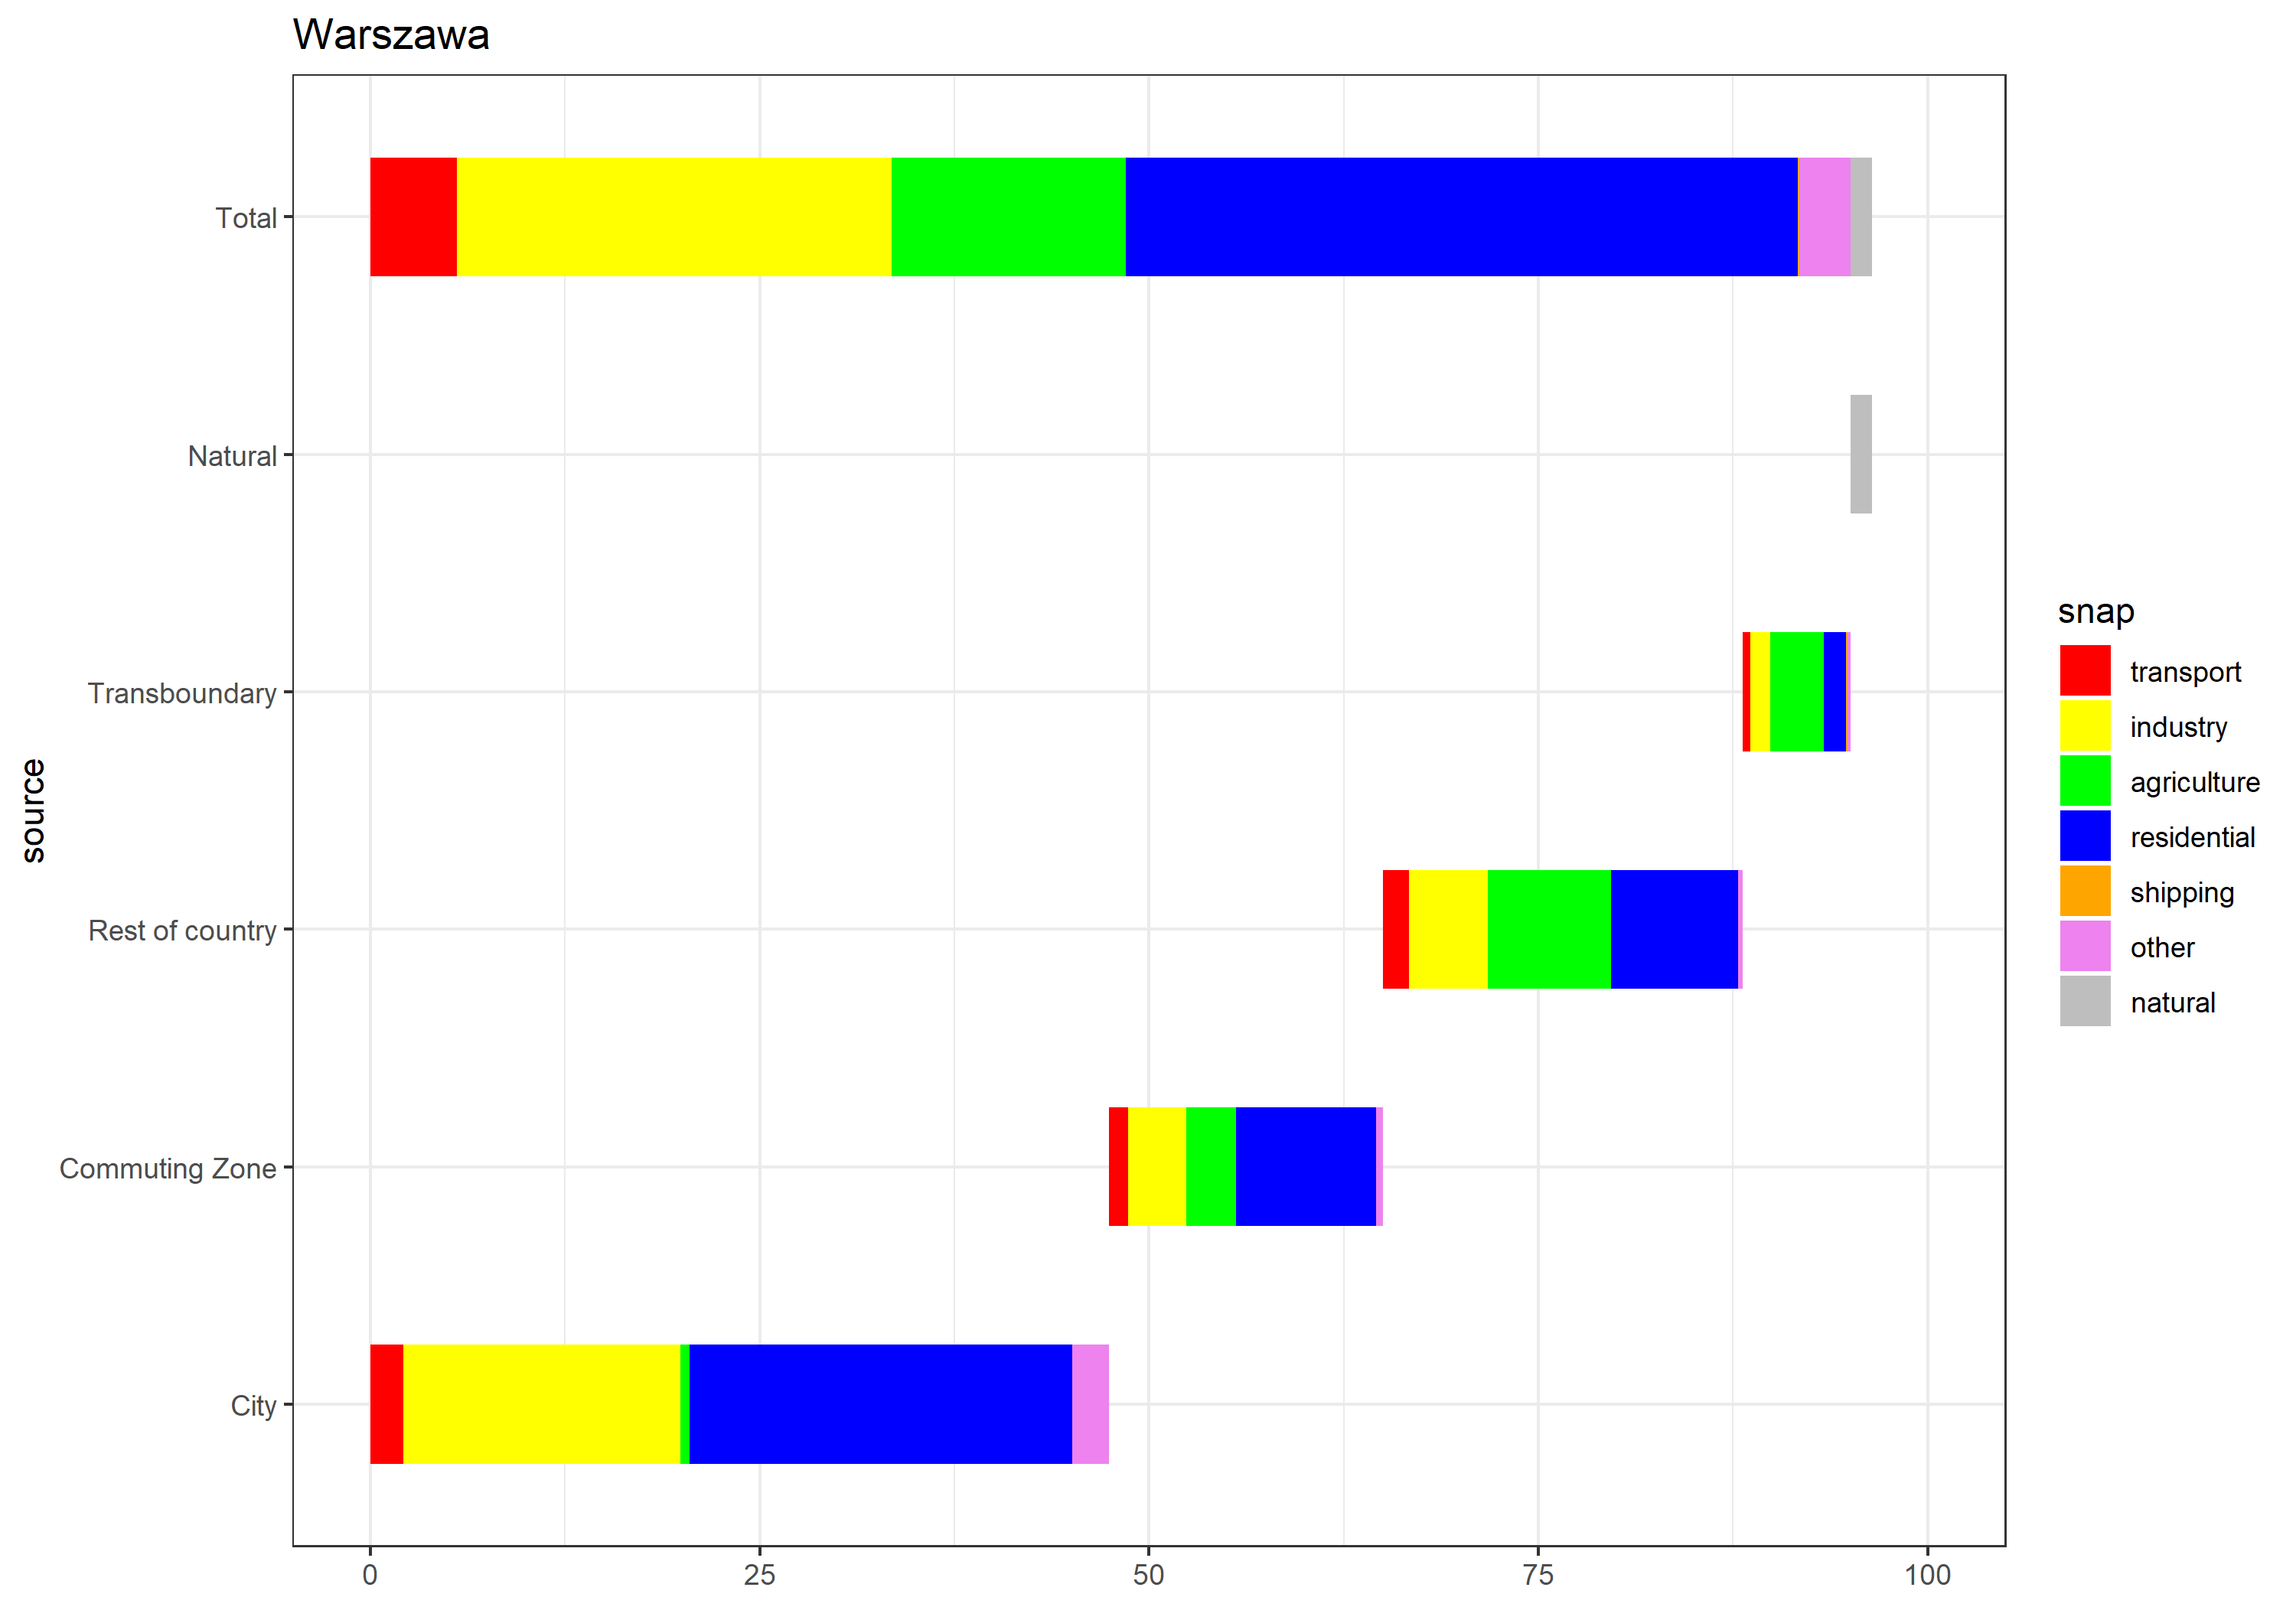 Warszawa
Total
Natural
Transboundary
Rest of country
Commuting Zone
City
source
0 25 50 75 100
snap
transport
industry
agriculture
residential
shipping
other
natural